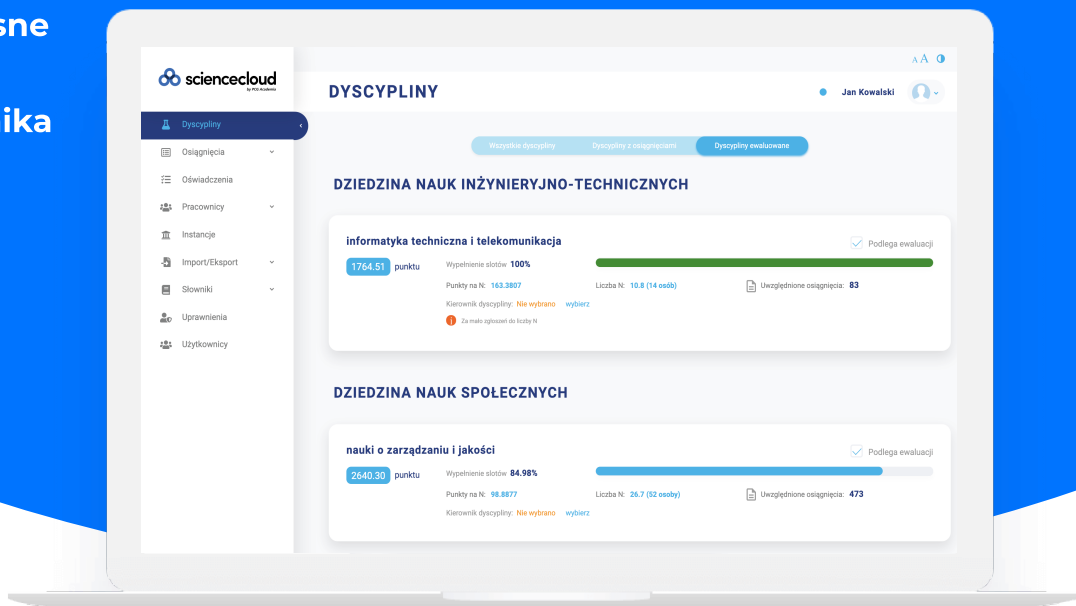 sne
ika
sciencecloud
by PCG Academia
A A
DYSCYPLINY
Jan Kowalski
Dyscypliny
Osiągnięcia
Oświadczenia
Pracownicy
Instancje
Import/Eksport
Słowniki
Uprawnienia
Użytkownicy
Wszystkie dyscypliny Dyscypliny z osiągnięciami Dyscypliny ewaluowane
DZIEDZINA NAUK INŻYNIERYJNO-TECHNICZNYCH
informatyka techniczna i telekomunikacja
Podlega ewaluacji
1764.51 punktu
Wypełnienie slotów 100%
Punkty na N: 163.3807
Liczba N: 10.8 (14 osób)
Uwzględnione osiągnięcia: 83
Kierownik dyscypliny: Nie wybrano wybierz
Za mało zgłoszeń do liczby N
DZIEDZINA NAUK SPOŁECZNYCH
nauki o zarządzaniu i jakości
Podlega ewaluacji
2640.30 punktu
Wypełnienie slotów 84.98%
Punkty na N: 98.8877
Liczba N: 26.7 (52 osoby)
Uwzględnione osiągnięcia: 473
Kierownik dyscypliny: Nie wybrano wybierz